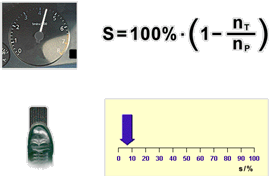 S = 100% · (1 − n_T / n_P)
0 10 20 30 40 50 60 70 80 90 100
s / %